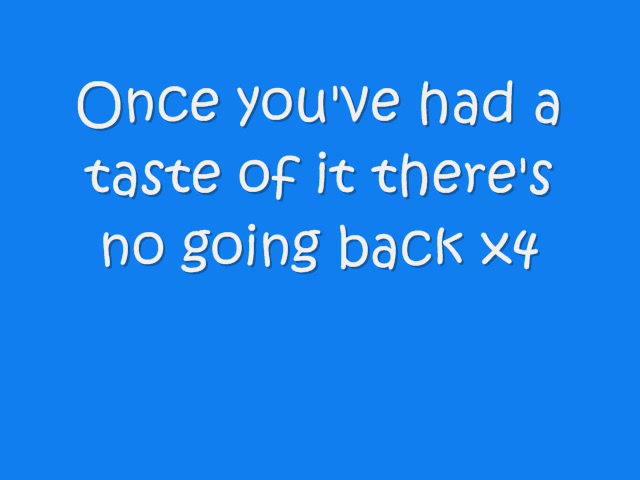 Once you've had a
taste of it there's
no going back x4